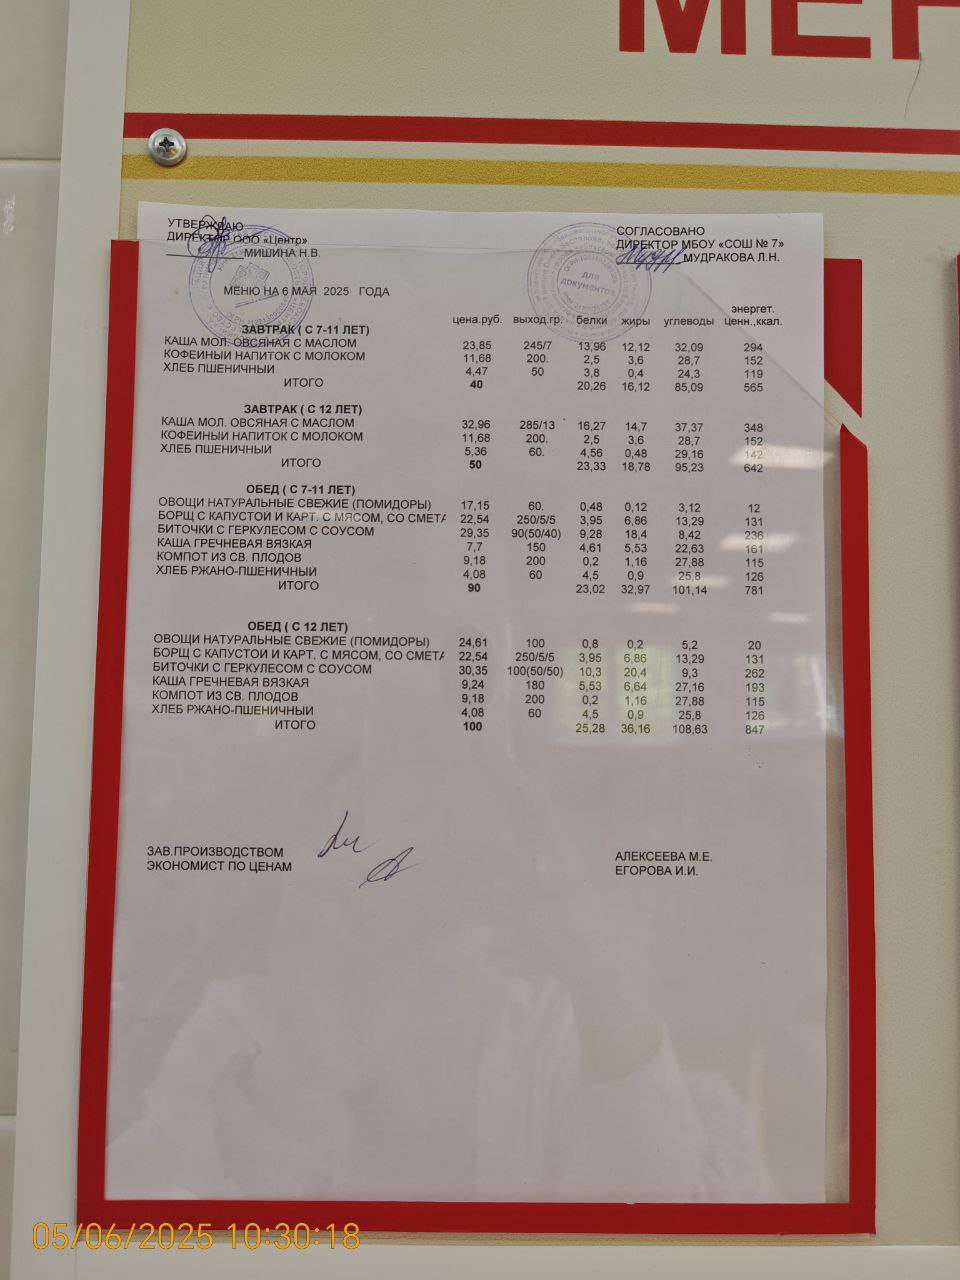 МЕН
УТВЕРЖДАЮ
ДИРЕКТОР ООО «Центр»
МИШИНА Н.В.
СОГЛАСОВАНО
ДИРЕКТОР МБОУ «СОШ № 7»
МУДРАКОВА Л.Н.
для документов
МЕНЮ НА 6 МАЯ 2025 ГОДА
цена.руб. выход.гр. белки жиры углеводы энергет. ценн.,ккал.
ЗАВТРАК ( С 7-11 ЛЕТ)
КАША МОЛ. ОВСЯНАЯ С МАСЛОМ 23,85 245/7 13,96 12,12 32,09 294
КОФЕЙНЫЙ НАПИТОК С МОЛОКОМ 11,68 200. 2,5 3,6 28,7 152
ХЛЕБ ПШЕНИЧНЫЙ 4,47 50 3,8 0,4 24,3 119
ИТОГО 40 20,26 16,12 85,09 565
ЗАВТРАК ( С 12 ЛЕТ)
КАША МОЛ. ОВСЯНАЯ С МАСЛОМ 32,96 285/13 16,27 14,7 37,37 348
КОФЕЙНЫЙ НАПИТОК С МОЛОКОМ 11,68 200. 2,5 3,6 28,7 152
ХЛЕБ ПШЕНИЧНЫЙ 5,36 60. 4,56 0,48 29,16 142
ИТОГО 50 23,33 18,78 95,23 642
ОБЕД ( С 7-11 ЛЕТ)
ОВОЩИ НАТУРАЛЬНЫЕ СВЕЖИЕ (ПОМИДОРЫ) 17,15 60. 0,48 0,12 3,12 12
БОРЩ С КАПУСТОЙ И КАРТ. С МЯСОМ, СО СМЕТА 22,54 250/5/5 3,95 6,86 13,29 131
БИТОЧКИ С ГЕРКУЛЕСОМ С СОУСОМ 29,35 90(50/40) 9,28 18,4 8,42 236
КАША ГРЕЧНЕВАЯ ВЯЗКАЯ 7,7 150 4,61 5,53 22,63 161
КОМПОТ ИЗ СВ. ПЛОДОВ 9,18 200 0,2 1,16 27,88 115
ХЛЕБ РЖАНО-ПШЕНИЧНЫЙ 4,08 60 4,5 0,9 25,8 126
ИТОГО 90 23,02 32,97 101,14 781
ОБЕД ( С 12 ЛЕТ)
ОВОЩИ НАТУРАЛЬНЫЕ СВЕЖИЕ (ПОМИДОРЫ) 24,61 100 0,8 0,2 5,2 20
БОРЩ С КАПУСТОЙ И КАРТ. С МЯСОМ, СО СМЕТА 22,54 250/5/5 3,95 6,86 13,29 131
БИТОЧКИ С ГЕРКУЛЕСОМ С СОУСОМ 30,35 100(50/50) 10,3 20,4 9,3 262
КАША ГРЕЧНЕВАЯ ВЯЗКАЯ 9,24 180 5,53 6,64 27,16 193
КОМПОТ ИЗ СВ. ПЛОДОВ 9,18 200 0,2 1,16 27,88 115
ХЛЕБ РЖАНО-ПШЕНИЧНЫЙ 4,08 60 4,5 0,9 25,8 126
ИТОГО 100 25,28 36,16 108,63 847
ЗАВ.ПРОИЗВОДСТВОМ АЛЕКСЕЕВА М.Е.
ЭКОНОМИСТ ПО ЦЕНАМ ЕГОРОВА И.И.
05/06/2025 10:30:18